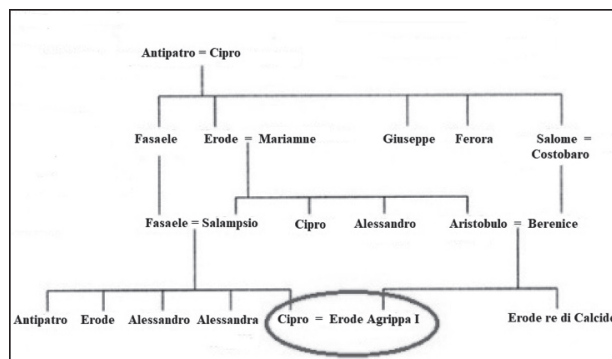 Antipatro = Cipro
Fasaele Erode = Mariamne Giuseppe Ferora Salome =
Costobaro
Fasaele = Salampsio Cipro Alessandro Aristobulo = Berenice
Antipatro Erode Alessandro Alessandra Cipro = Erode Agrippa I Erode re di Calcide